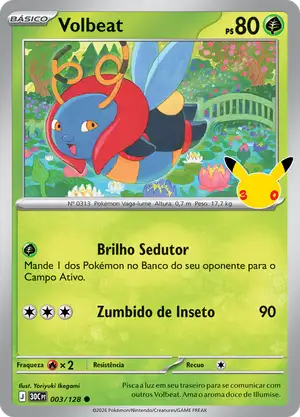 BÁSICO
Volbeat
PS 80
Nº 0313 Pokémon Vaga-lume Altura: 0,7 m Peso: 17,7 kg
30
Brilho Sedutor
Mande 1 dos Pokémon no Banco do seu oponente para o
Campo Ativo.
Zumbido de Inseto 90
Fraqueza × 2 Resistência Recuo
Ilust. Yoriyuki Ikegami
J 30C PT 003/128
Pisca a luz em seu traseiro para se comunicar com
outros Volbeat. Ama o aroma doce de Illumise.
©2026 Pokémon/Nintendo/Creatures/GAME FREAK